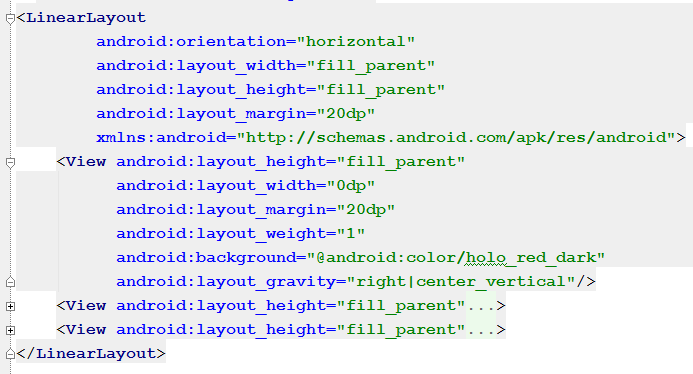 <LinearLayout
android:orientation="horizontal"
android:layout_width="fill_parent"
android:layout_height="fill_parent"
android:layout_margin="20dp"
xmlns:android="http://schemas.android.com/apk/res/android">
<View android:layout_height="fill_parent"
android:layout_width="0dp"
android:layout_margin="20dp"
android:layout_weight="1"
android:background="@android:color/holo_red_dark"
android:layout_gravity="right|center_vertical"/>
<View android:layout_height="fill_parent"...>
<View android:layout_height="fill_parent"...>
</LinearLayout>